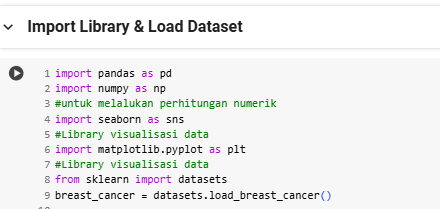 Import Library & Load Dataset
1 import pandas as pd
2 import numpy as np
3 #untuk melalukan perhitungan numerik
4 import seaborn as sns
5 #Library visualisasi data
6 import matplotlib.pyplot as plt
7 #Library visualisasi data
8 from sklearn import datasets
9 breast_cancer = datasets.load_breast_cancer()
10